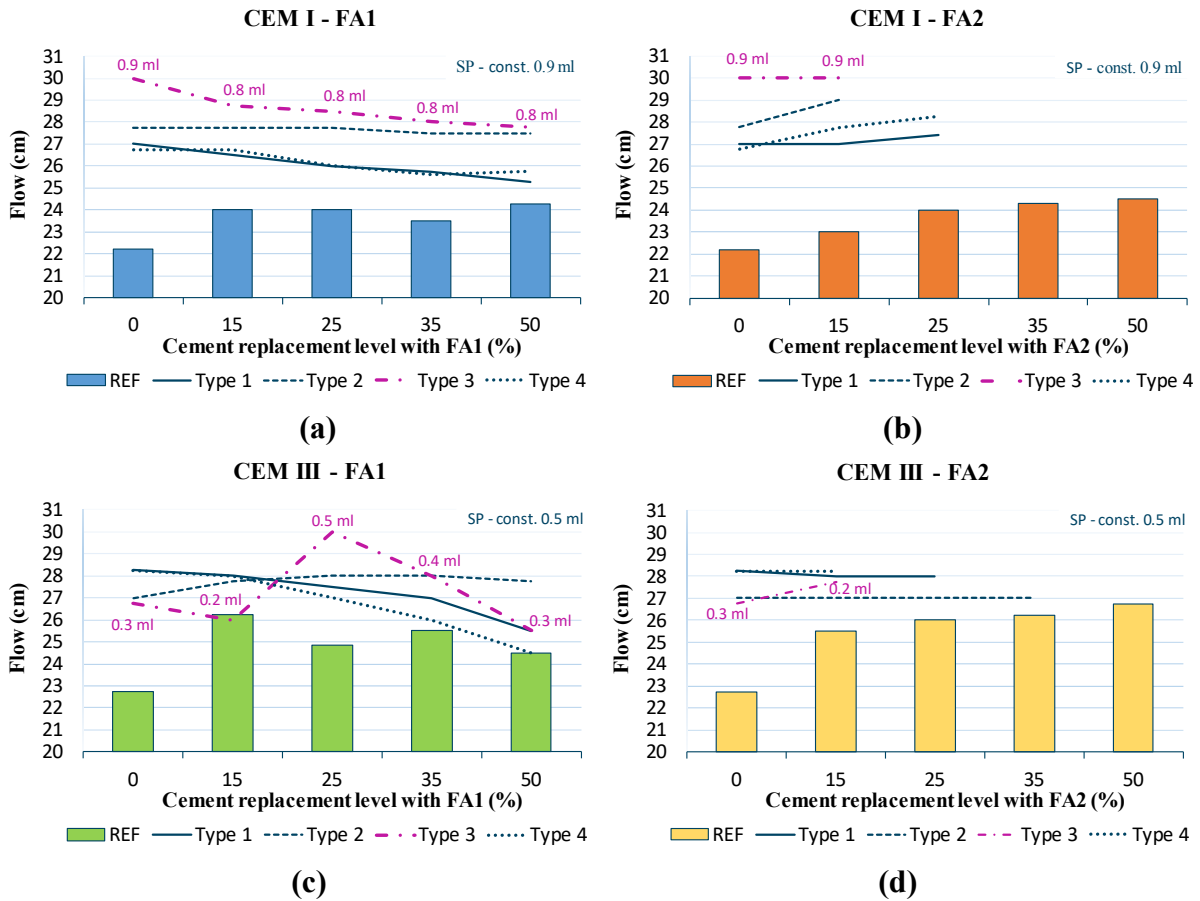 CEM I - FA1
31
30
29
28
27
26
25
24
23
22
21
20
Flow (cm)
SP - const. 0.9 ml
0.9 ml
0.8 ml
0.8 ml
0.8 ml
0.8 ml
0 15 25 35 50
Cement replacement level with FA1 (%)
REF Type 1 Type 2 Type 3 Type 4
(a)
CEM I - FA2
31
30
29
28
27
26
25
24
23
22
21
20
Flow (cm)
SP - const. 0.9 ml
0.9 ml 0.9 ml
0 15 25 35 50
Cement replacement level with FA2 (%)
REF Type 1 Type 2 Type 3 Type 4
(b)
CEM III - FA1
31
30
29
28
27
26
25
24
23
22
21
20
Flow (cm)
SP - const. 0.5 ml
0.3 ml
0.2 ml
0.5 ml
0.4 ml
0.3 ml
0 15 25 35 50
Cement replacement level with FA1 (%)
REF Type 1 Type 2 Type 3 Type 4
(c)
CEM III - FA2
31
30
29
28
27
26
25
24
23
22
21
20
Flow (cm)
SP - const. 0.5 ml
0.3 ml
0.2 ml
0 15 25 35 50
Cement replacement level with FA2 (%)
REF Type 1 Type 2 Type 3 Type 4
(d)